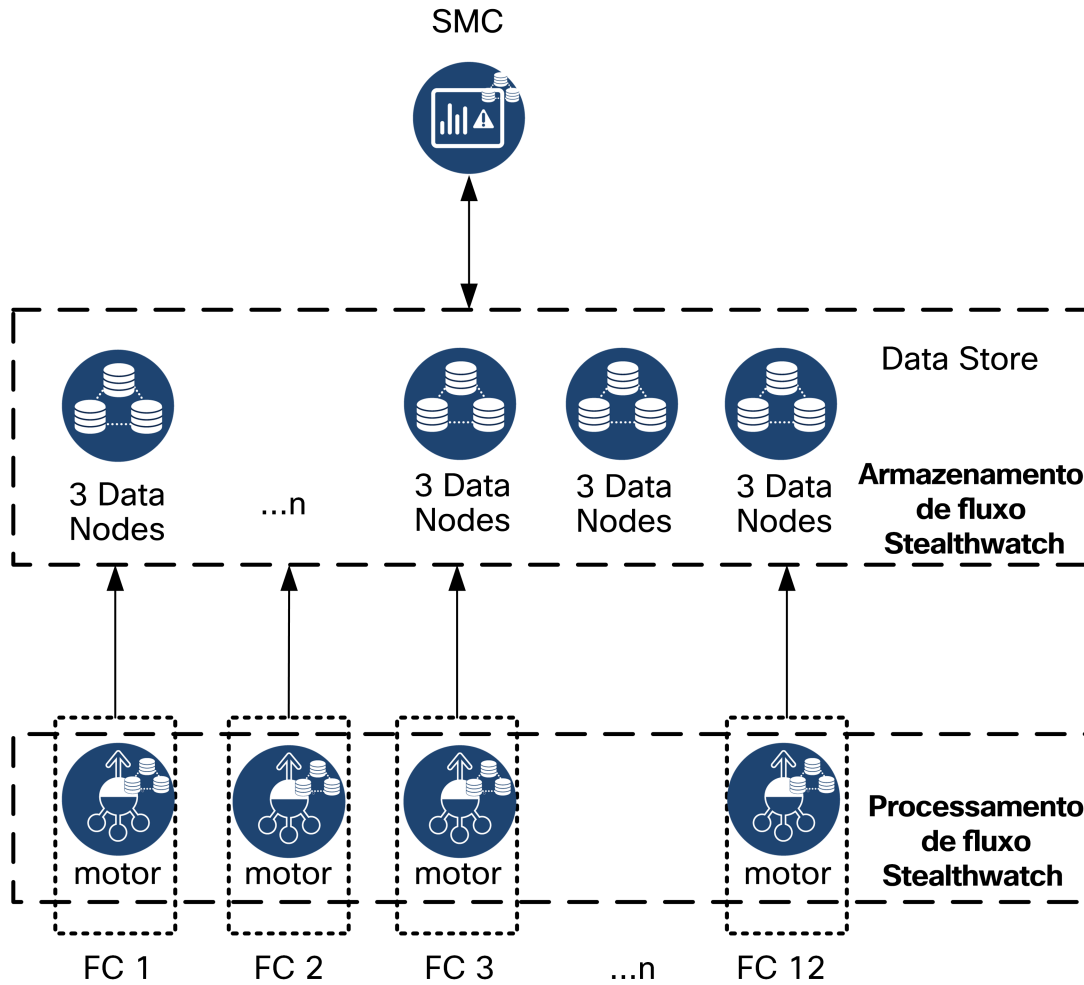 SMC
Data Store
3 Data
Nodes
...n
3 Data
Nodes
3 Data
Nodes
3 Data
Nodes
Armazenamento
de fluxo
Stealthwatch
motor
motor
motor
motor
Processamento
de fluxo
Stealthwatch
FC 1
FC 2
FC 3
...n
FC 12